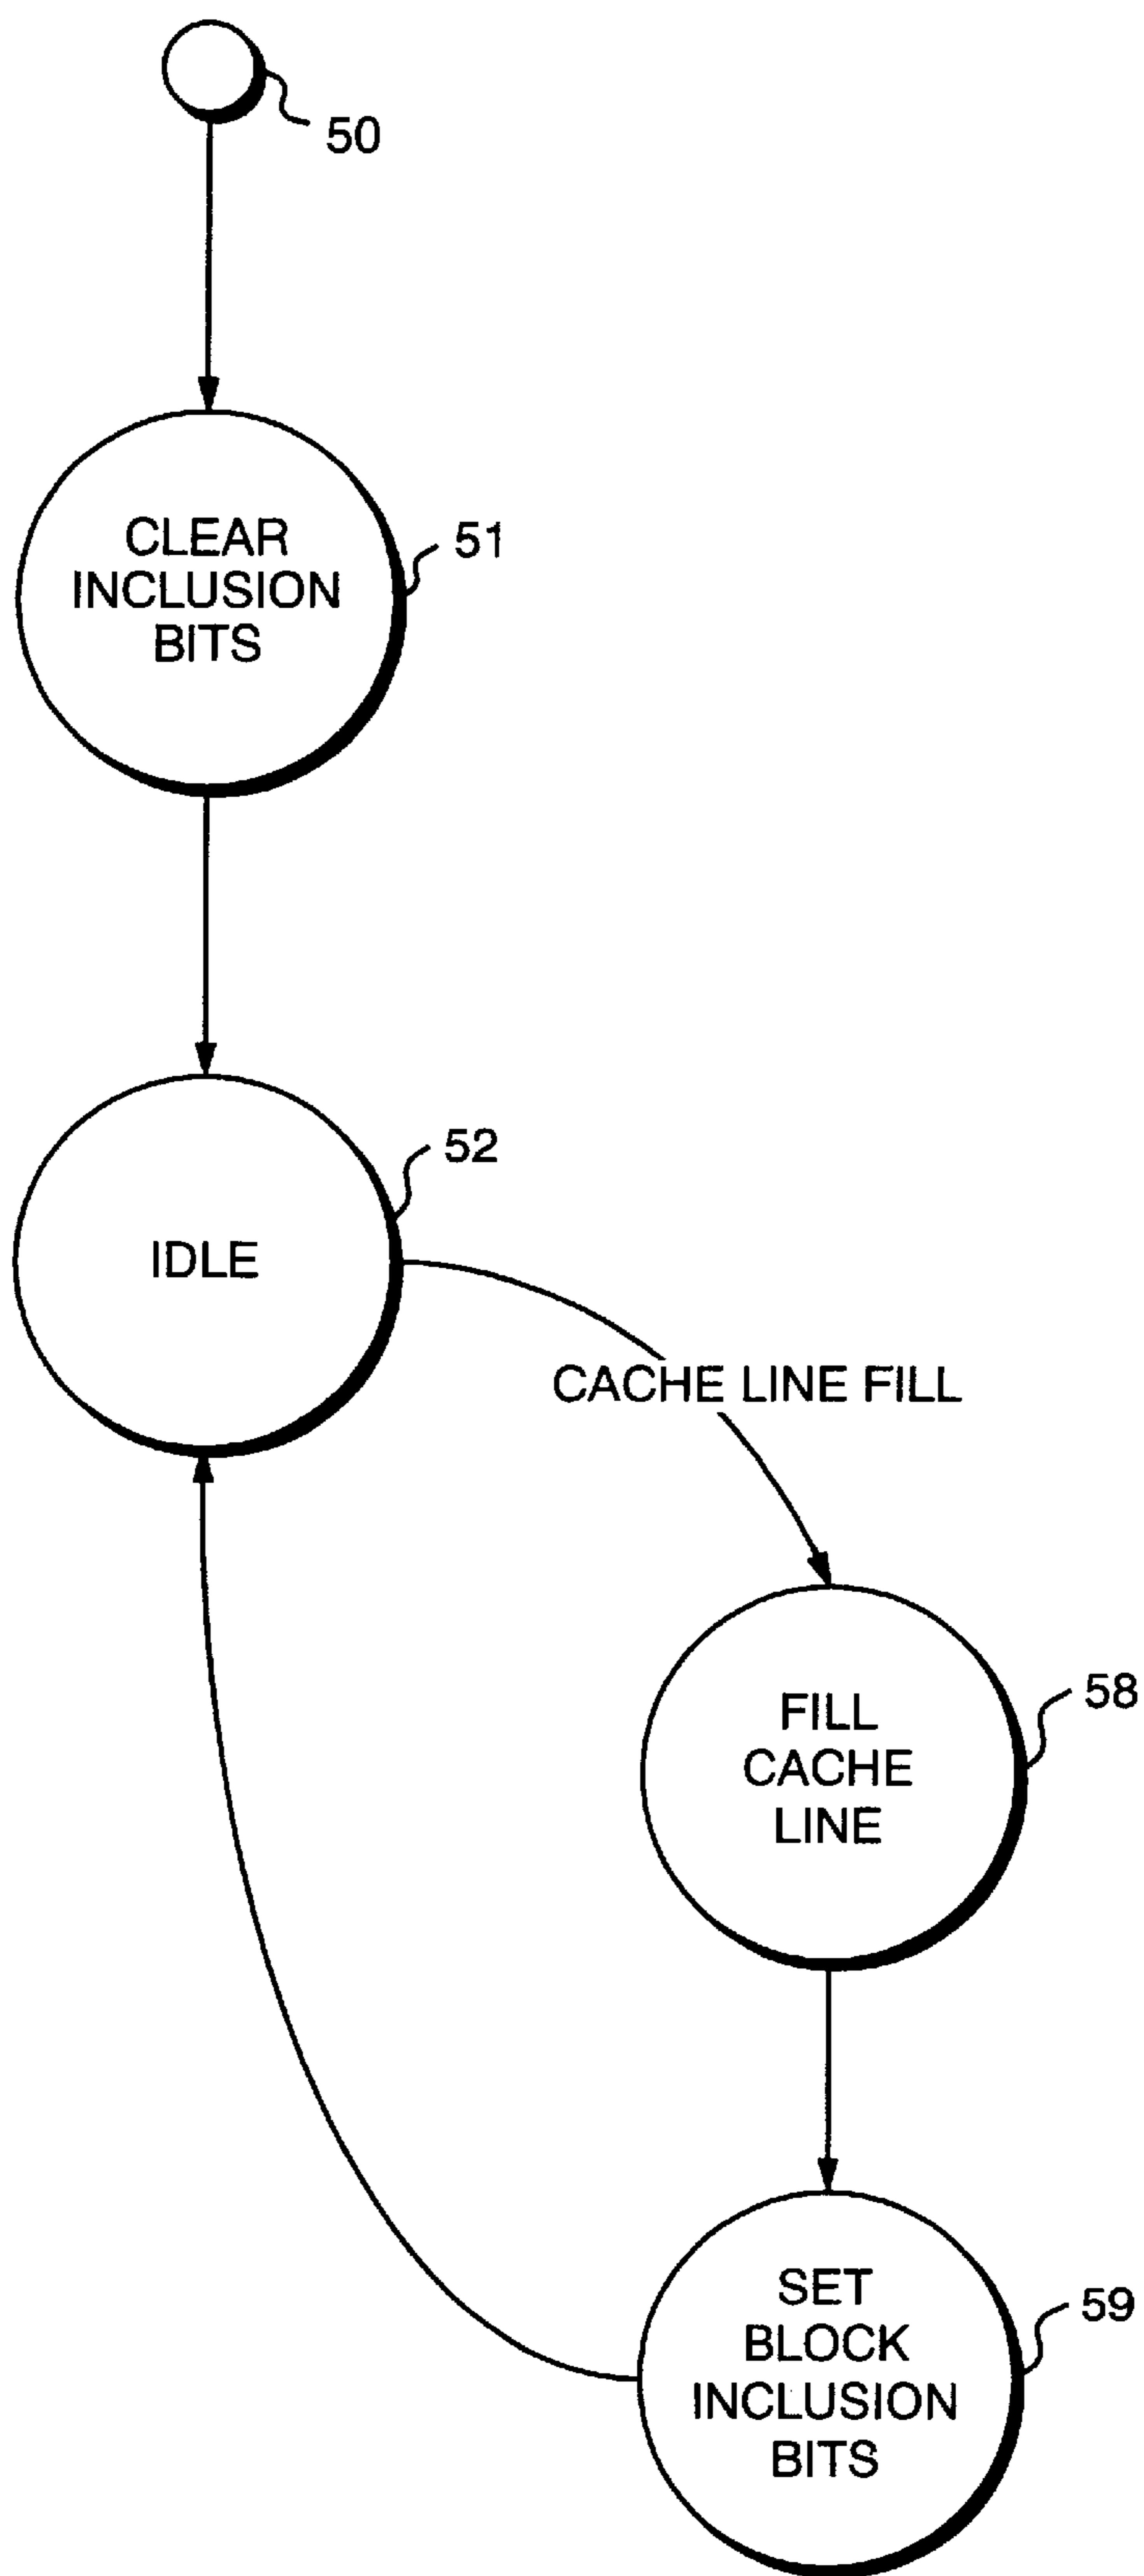 50
CLEAR
INCLUSION
BITS
51
52
IDLE
CACHE LINE FILL
58
FILL
CACHE
LINE
59
SET
BLOCK
INCLUSION
BITS